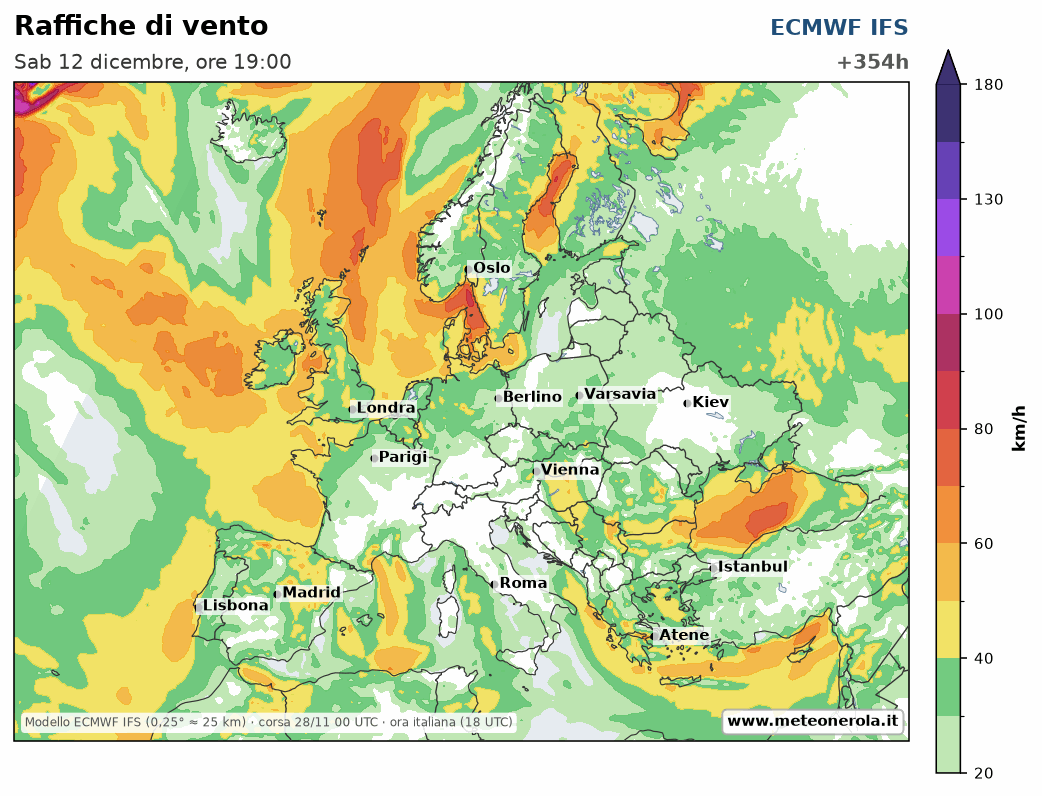 Raffiche di vento
ECMWF IFS
Sab 12 dicembre, ore 19:00
+354h
180
130
100
80
60
40
20
km/h
Oslo
Londra
Berlino
Varsavia
Kiev
Parigi
Vienna
Istanbul
Roma
Madrid
Lisbona
Atene
Modello ECMWF IFS (0,25° ≈ 25 km) · corsa 28/11 00 UTC · ora italiana (18 UTC)
www.meteonerola.it